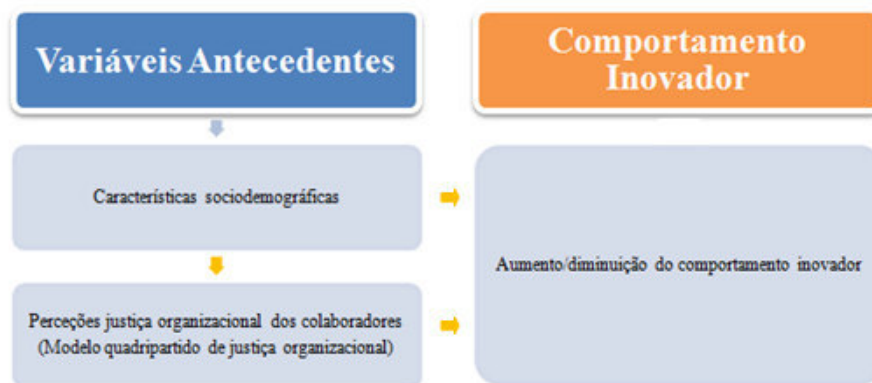 Variáveis Antecedentes
Comportamento
Inovador
Características sociodemográficas
Perceções justiça organizacional dos colaboradores
(Modelo quadripartido de justiça organizacional)
Aumento/diminuição do comportamento inovador